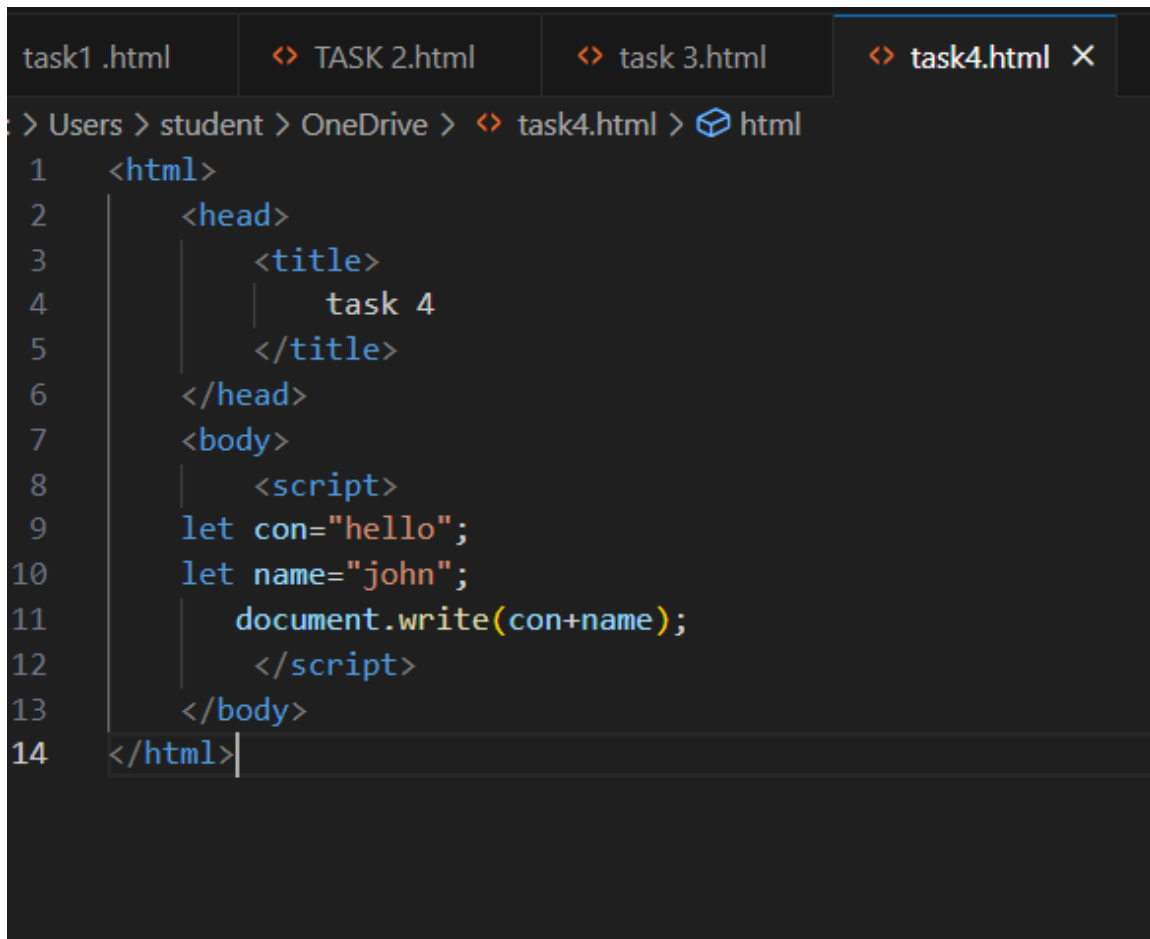 task1 .html <> TASK 2.html <> task 3.html <> task4.html ×
: > Users > student > OneDrive > <> task4.html > html
1 <html>
2 <head>
3 <title>
4 task 4
5 </title>
6 </head>
7 <body>
8 <script>
9 let con="hello";
10 let name="john";
11 document.write(con+name);
12 </script>
13 </body>
14 </html>